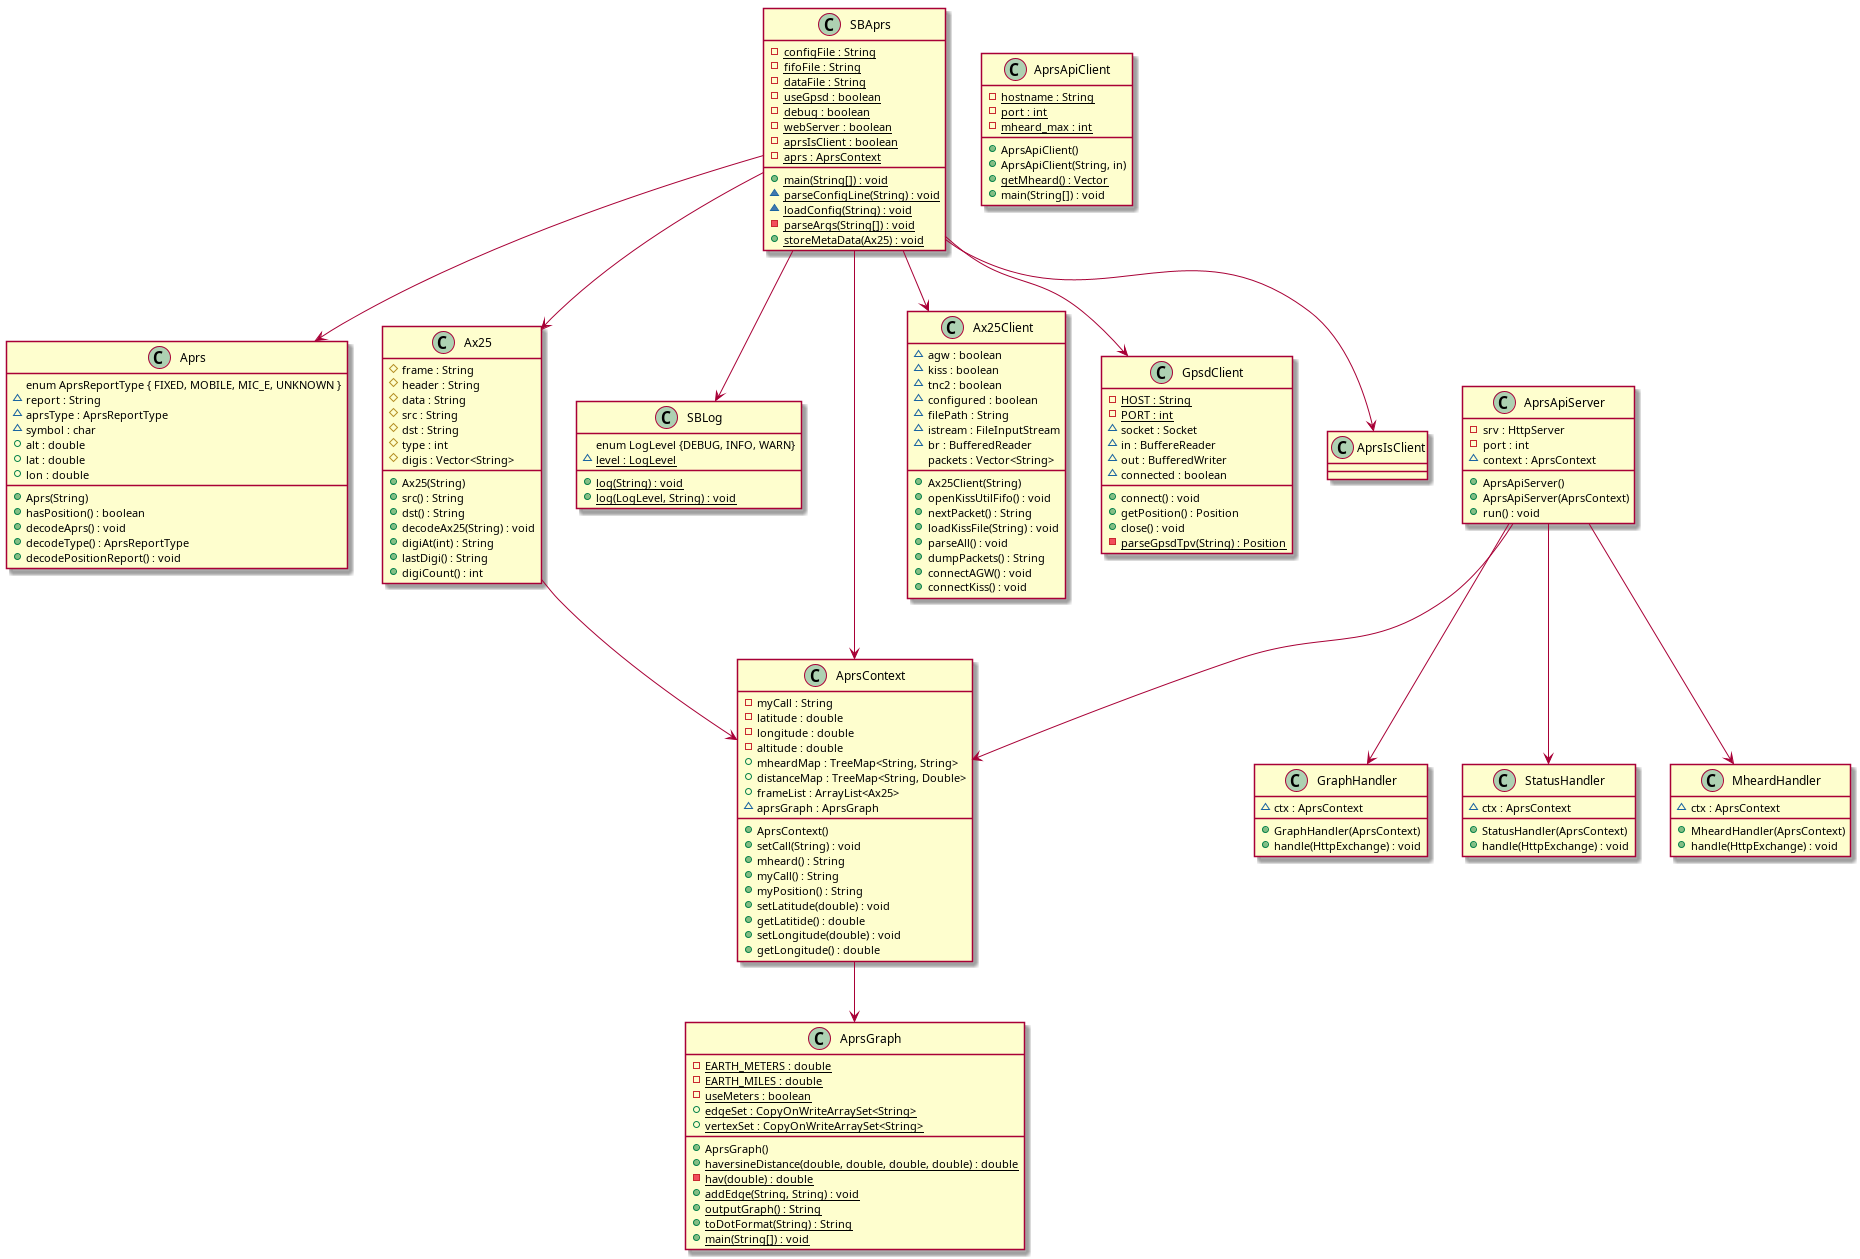 C SBAprs
configFile : String
fifoFile : String
dataFile : String
useGpsd : boolean
debug : boolean
webServer : boolean
aprsIsClient : boolean
aprs : AprsContext
main(String[]) : void
parseConfigLine(String) : void
loadConfig(String) : void
parseArgs(String[]) : void
storeMetaData(Ax25) : void
C AprsApiClient
hostname : String
port : int
mheard_max : int
AprsApiClient()
AprsApiClient(String, in)
getMheard() : Vector
main(String[]) : void
C Aprs
enum AprsReportType { FIXED, MOBILE, MIC_E, UNKNOWN }
report : String
aprsType : AprsReportType
symbol : char
alt : double
lat : double
lon : double
Aprs(String)
hasPosition() : boolean
decodeAprs() : void
decodeType() : AprsReportType
decodePositionReport() : void
C Ax25
frame : String
header : String
data : String
src : String
dst : String
type : int
digis : Vector<String>
Ax25(String)
src() : String
dst() : String
decodeAx25(String) : void
digiAt(int) : String
lastDigi() : String
digiCount() : int
C SBLog
enum LogLevel {DEBUG, INFO, WARN}
level : LogLevel
log(String) : void
log(LogLevel, String) : void
C Ax25Client
agw : boolean
kiss : boolean
tnc2 : boolean
configured : boolean
filePath : String
istream : FileInputStream
br : BufferedReader
packets : Vector<String>
Ax25Client(String)
openKissUtilFifo() : void
nextPacket() : String
loadKissFile(String) : void
parseAll() : void
dumpPackets() : String
connectAGW() : void
connectKiss() : void
C GpsdClient
HOST : String
PORT : int
socket : Socket
in : BuffereReader
out : BufferedWriter
connected : boolean
connect() : void
getPosition() : Position
close() : void
parseGpsdTpv(String) : Position
C AprsIsClient
C AprsApiServer
srv : HttpServer
port : int
context : AprsContext
AprsApiServer()
AprsApiServer(AprsContext)
run() : void
C AprsContext
myCall : String
latitude : double
longitude : double
altitude : double
mheardMap : TreeMap<String, String>
distanceMap : TreeMap<String, Double>
frameList : ArrayList<Ax25>
aprsGraph : AprsGraph
AprsContext()
setCall(String) : void
mheard() : String
myCall() : String
myPosition() : String
setLatitude(double) : void
getLatitide() : double
setLongitude(double) : void
getLongitude() : double
C GraphHandler
ctx : AprsContext
GraphHandler(AprsContext)
handle(HttpExchange) : void
C StatusHandler
ctx : AprsContext
StatusHandler(AprsContext)
handle(HttpExchange) : void
C MheardHandler
ctx : AprsContext
MheardHandler(AprsContext)
handle(HttpExchange) : void
C AprsGraph
EARTH_METERS : double
EARTH_MILES : double
useMeters : boolean
edgeSet : CopyOnWriteArraySet<String>
vertexSet : CopyOnWriteArraySet<String>
AprsGraph()
haversineDistance(double, double, double, double) : double
hav(double) : double
addEdge(String, String) : void
outputGraph() : String
toDotFormat(String) : String
main(String[]) : void